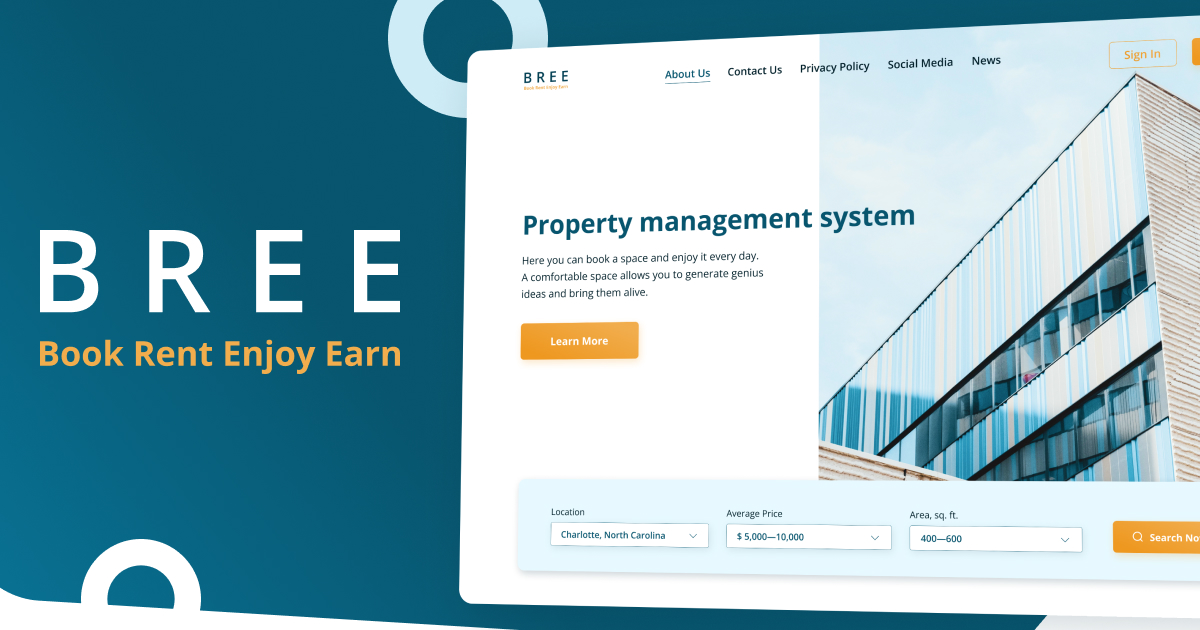 BREE
Book Rent Enjoy Earn
BREE
Book Rent Enjoy Earn
About Us
Contact Us
Privacy Policy
Social Media
News
Sign In
Property management system
Here you can book a space and enjoy it every day.
A comfortable space allows you to generate genius
ideas and bring them alive.
Learn More
Location
Average Price
Area, sq. ft.
Charlotte, North Carolina
$ 5,000—10,000
400—600
Search No